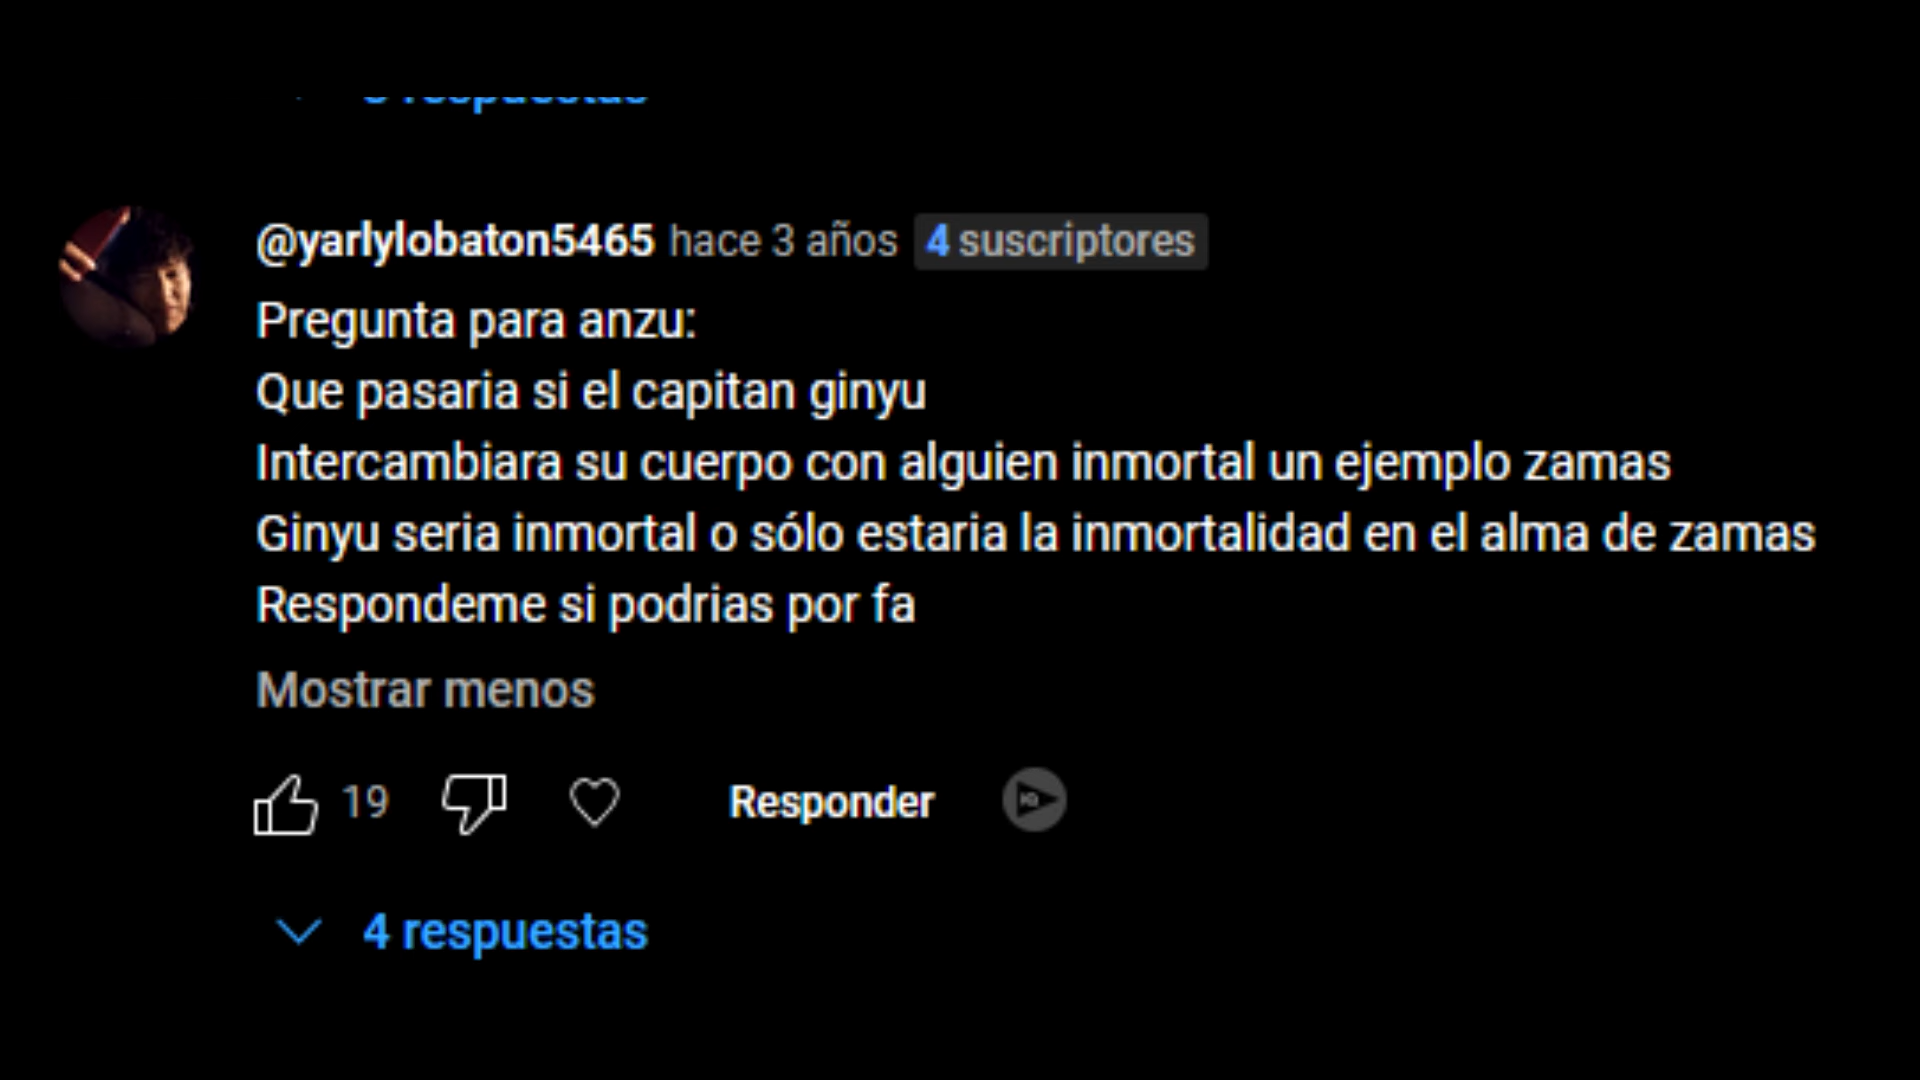 respuestas
@yarlylobaton5465 hace 3 años 4 suscriptores
Pregunta para anzu:
Que pasaria si el capitan ginyu
Intercambiara su cuerpo con alguien inmortal un ejemplo zamas
Ginyu seria inmortal o sólo estaria la inmortalidad en el alma de zamas
Respondeme si podrias por fa
Mostrar menos
19 Responder
4 respuestas